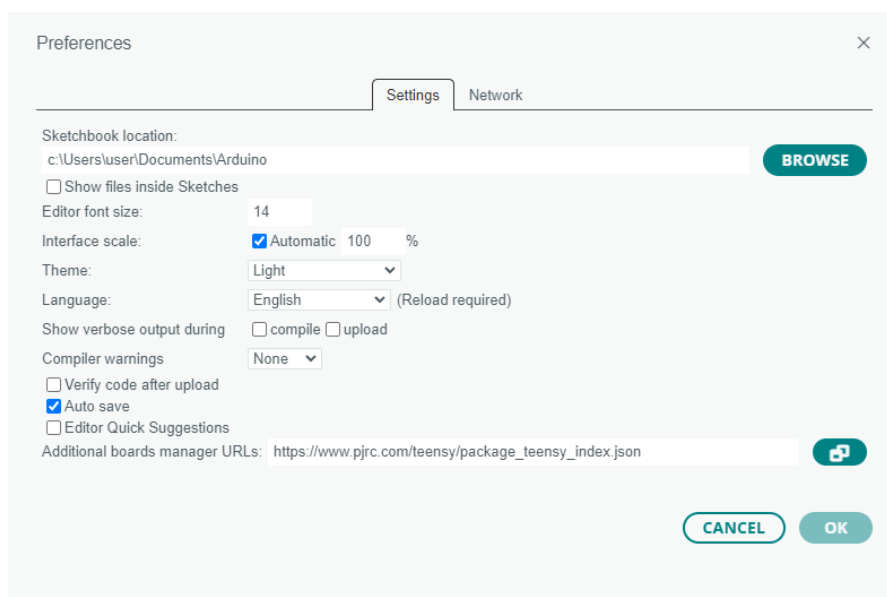 Preferences
Settings Network
Sketchbook location:
c:\Users\user\Documents\Arduino BROWSE
Show files inside Sketches
Editor font size: 14
Interface scale: Automatic 100 %
Theme: Light
Language: English (Reload required)
Show verbose output during compile upload
Compiler warnings None
Verify code after upload
Auto save
Editor Quick Suggestions
Additional boards manager URLs: https://www.pjrc.com/teensy/package_teensy_index.json
CANCEL OK